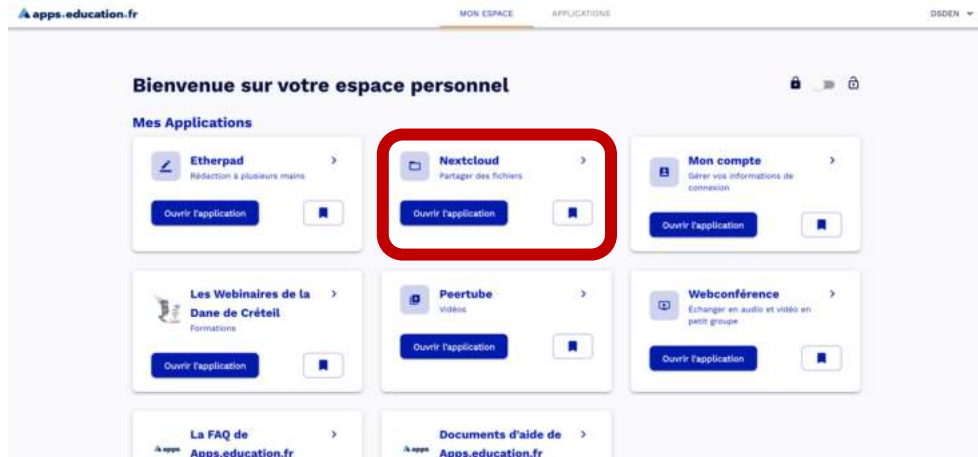 apps.education.fr
MON ESPACE
APPLICATIONS
DSDEN
Bienvenue sur votre espace personnel
Mes Applications
Etherpad
Rédaction à plusieurs mains
Ouvrir l'application
Nextcloud
Partager des fichiers
Ouvrir l'application
Mon compte
Gérer vos informations de
connexion
Ouvrir l'application
Les Webinaires de la
Dane de Créteil
Formations
Ouvrir l'application
Peertube
Vidéos
Ouvrir l'application
Webconférence
Echanger en audio et vidéo en
petit groupe
Ouvrir l'application
apps
La FAQ de
Apps.education.fr
apps
Documents d'aide de
Apps.education.fr